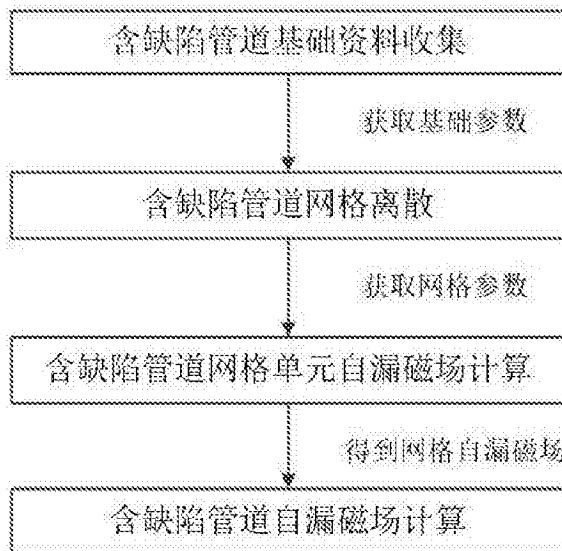 含缺陷管道基础资料收集
获取基础参数
含缺陷管道网格离散
获取网格参数
含缺陷管道网格单元自漏磁场计算
得到网格自漏磁场
含缺陷管道自漏磁场计算